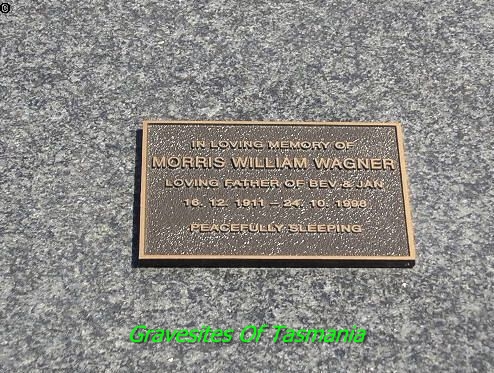 ©
IN LOVING MEMORY OF
MORRIS WILLIAM WAGNER
LOVING FATHER OF BEV & JAN
16. 12. 1911 – 24. 10. 1998
PEACEFULLY SLEEPING
Gravesites Of Tasmania